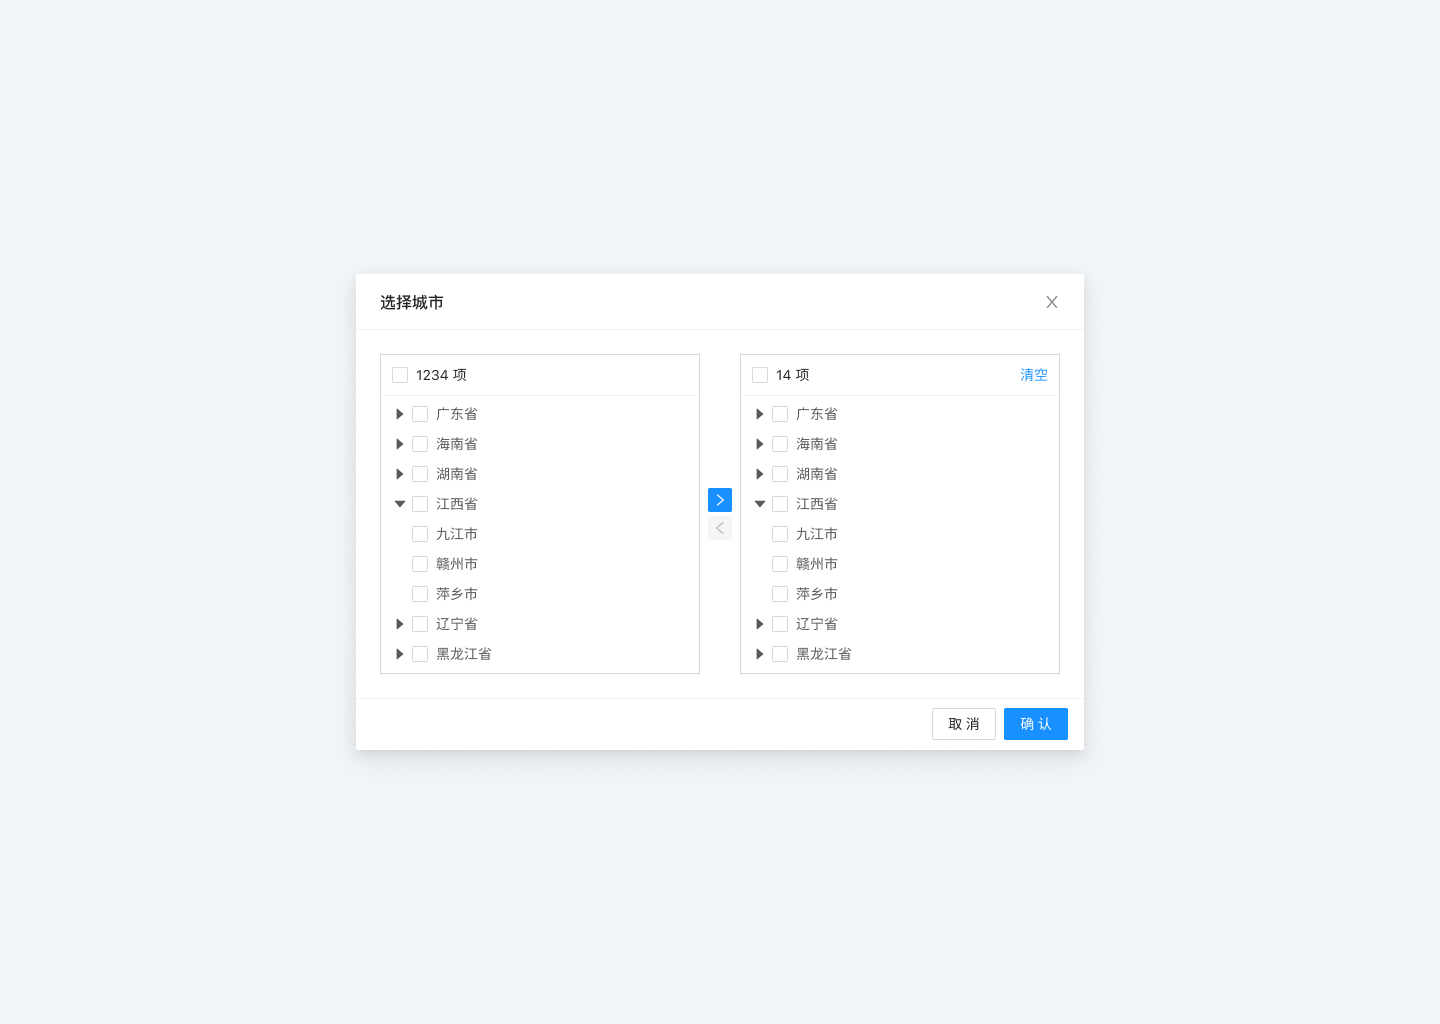 选择城市
1234 项
广东省
海南省
湖南省
江西省
九江市
赣州市
萍乡市
辽宁省
黑龙江省
14 项
清空
广东省
海南省
湖南省
江西省
九江市
赣州市
萍乡市
辽宁省
黑龙江省
取 消
确 认